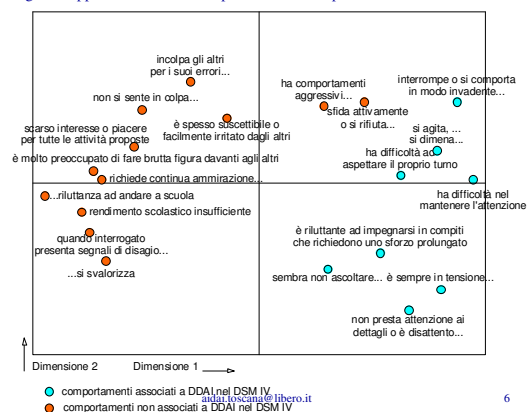 incolpa gli altri
per i suoi errori...
non si sente in colpa...
è spesso suscettibile o
facilmente irritato dagli altri
scarso interesse o piacere
per tutte le attività proposte
è molto preoccupato di fare brutta figura davanti agli altri
richiede continua ammirazione...
ha comportamenti
aggressivi...
sfida attivamente
o si rifiuta...
interrompe o si comporta
in modo invadente...
si agita, ...
si dimena...
ha difficoltà ad
aspettare il proprio turno
ha difficoltà nel
mantenere l'attenzione
...riluttanza ad andare a scuola
rendimento scolastico insufficiente
quando interrogato
presenta segnali di disagio...
...si svalorizza
è riluttante ad impegnarsi in compiti
che richiedono uno sforzo prolungato
sembra non ascoltare...
è sempre in tensione...
non presta attenzione ai
dettagli o è disattento...
Dimensione 2
Dimensione 1
comportamenti associati a DDAI nel DSM IV
comportamenti non associati a DDAI nel DSM IV
aidai.toscana@libero.it
6